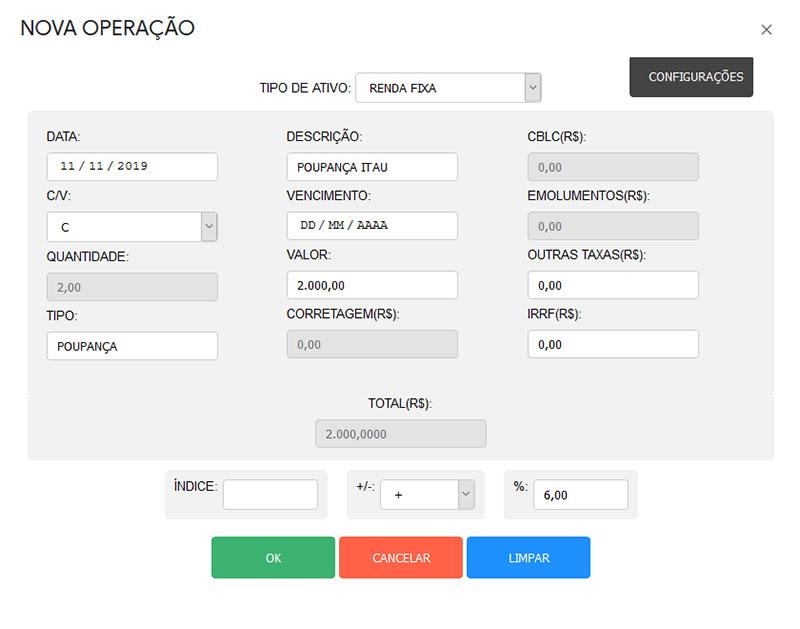 NOVA OPERAÇÃO
×
TIPO DE ATIVO: RENDA FIXA
CONFIGURAÇÕES
DATA: DESCRIÇÃO: CBLC(R$):
11 / 11 / 2019 POUPANÇA ITAU 0,00
C/V: VENCIMENTO: EMOLUMENTOS(R$):
C DD / MM / AAAA 0,00
QUANTIDADE: VALOR: OUTRAS TAXAS(R$):
2,00 2.000,00 0,00
TIPO: CORRETAGEM(R$): IRRF(R$):
POUPANÇA 0,00 0,00
TOTAL(R$):
2.000,0000
ÍNDICE: +/-: + %: 6,00
OK CANCELAR LIMPAR